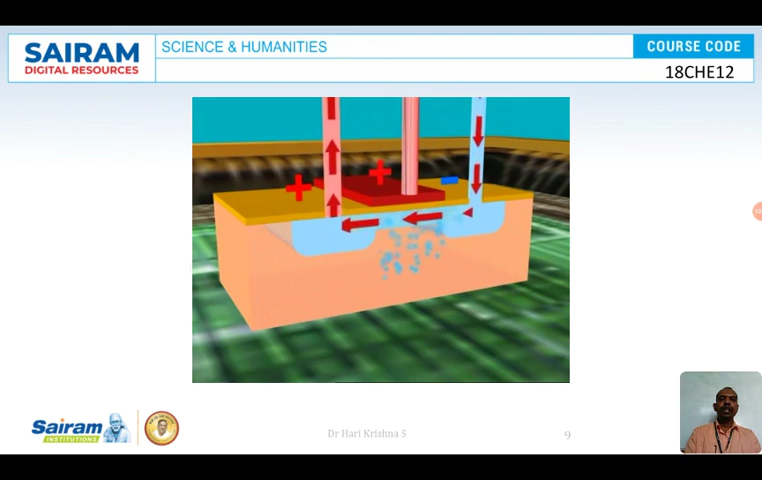 SAIRAM
DIGITAL RESOURCES
SCIENCE & HUMANITIES
COURSE CODE
18CHE12
+
+
-
Sairam
INSTITUTIONS
Dr Hari Krishna S
9